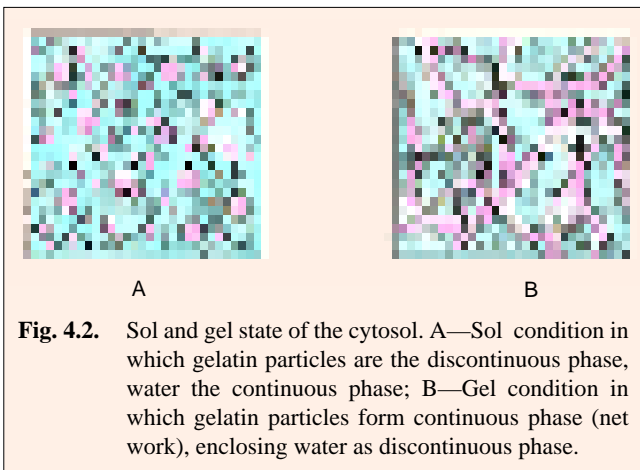 A
B
Fig. 4.2. Sol and gel state of the cytosol. A—Sol condition in
which gelatin particles are the discontinuous phase,
water the continuous phase; B—Gel condition in
which gelatin particles form continuous phase (net
work), enclosing water as discontinuous phase.